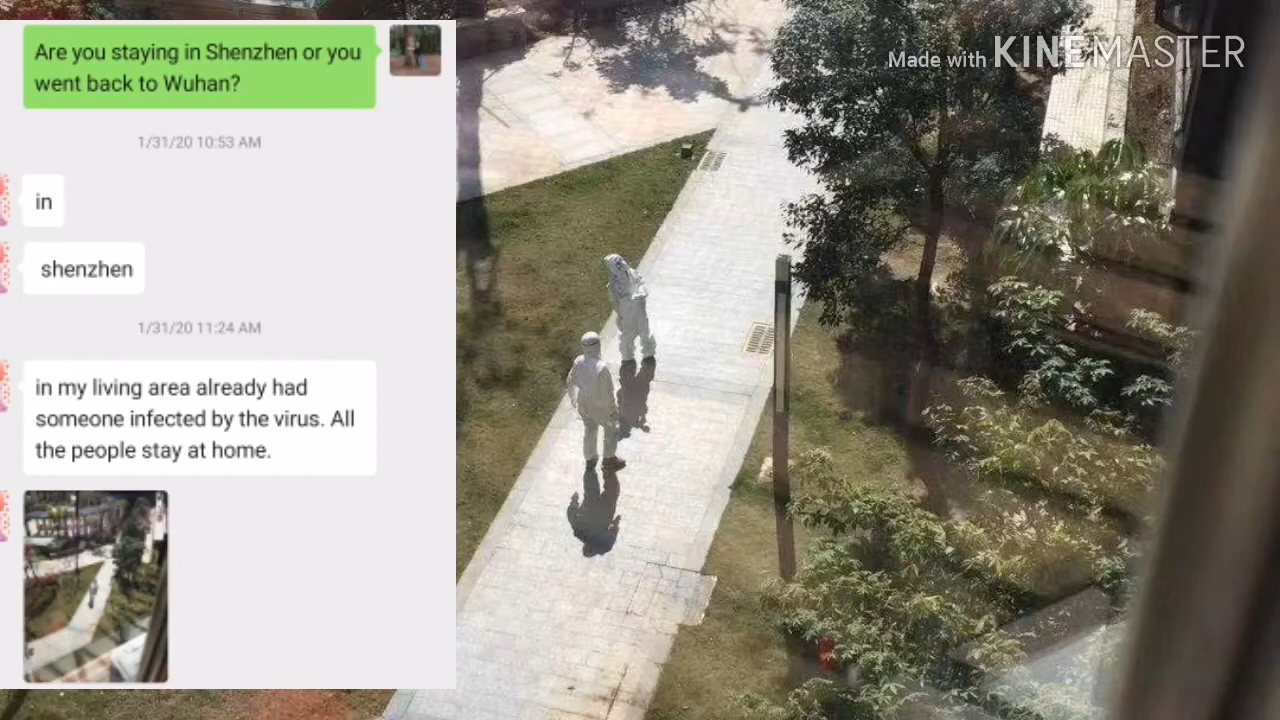 Are you staying in Shenzhen or you
went back to Wuhan?
1/31/20 10:53 AM
in
shenzhen
1/31/20 11:24 AM
in my living area already had
someone infected by the virus. All
the people stay at home.
Made with KINEMASTER